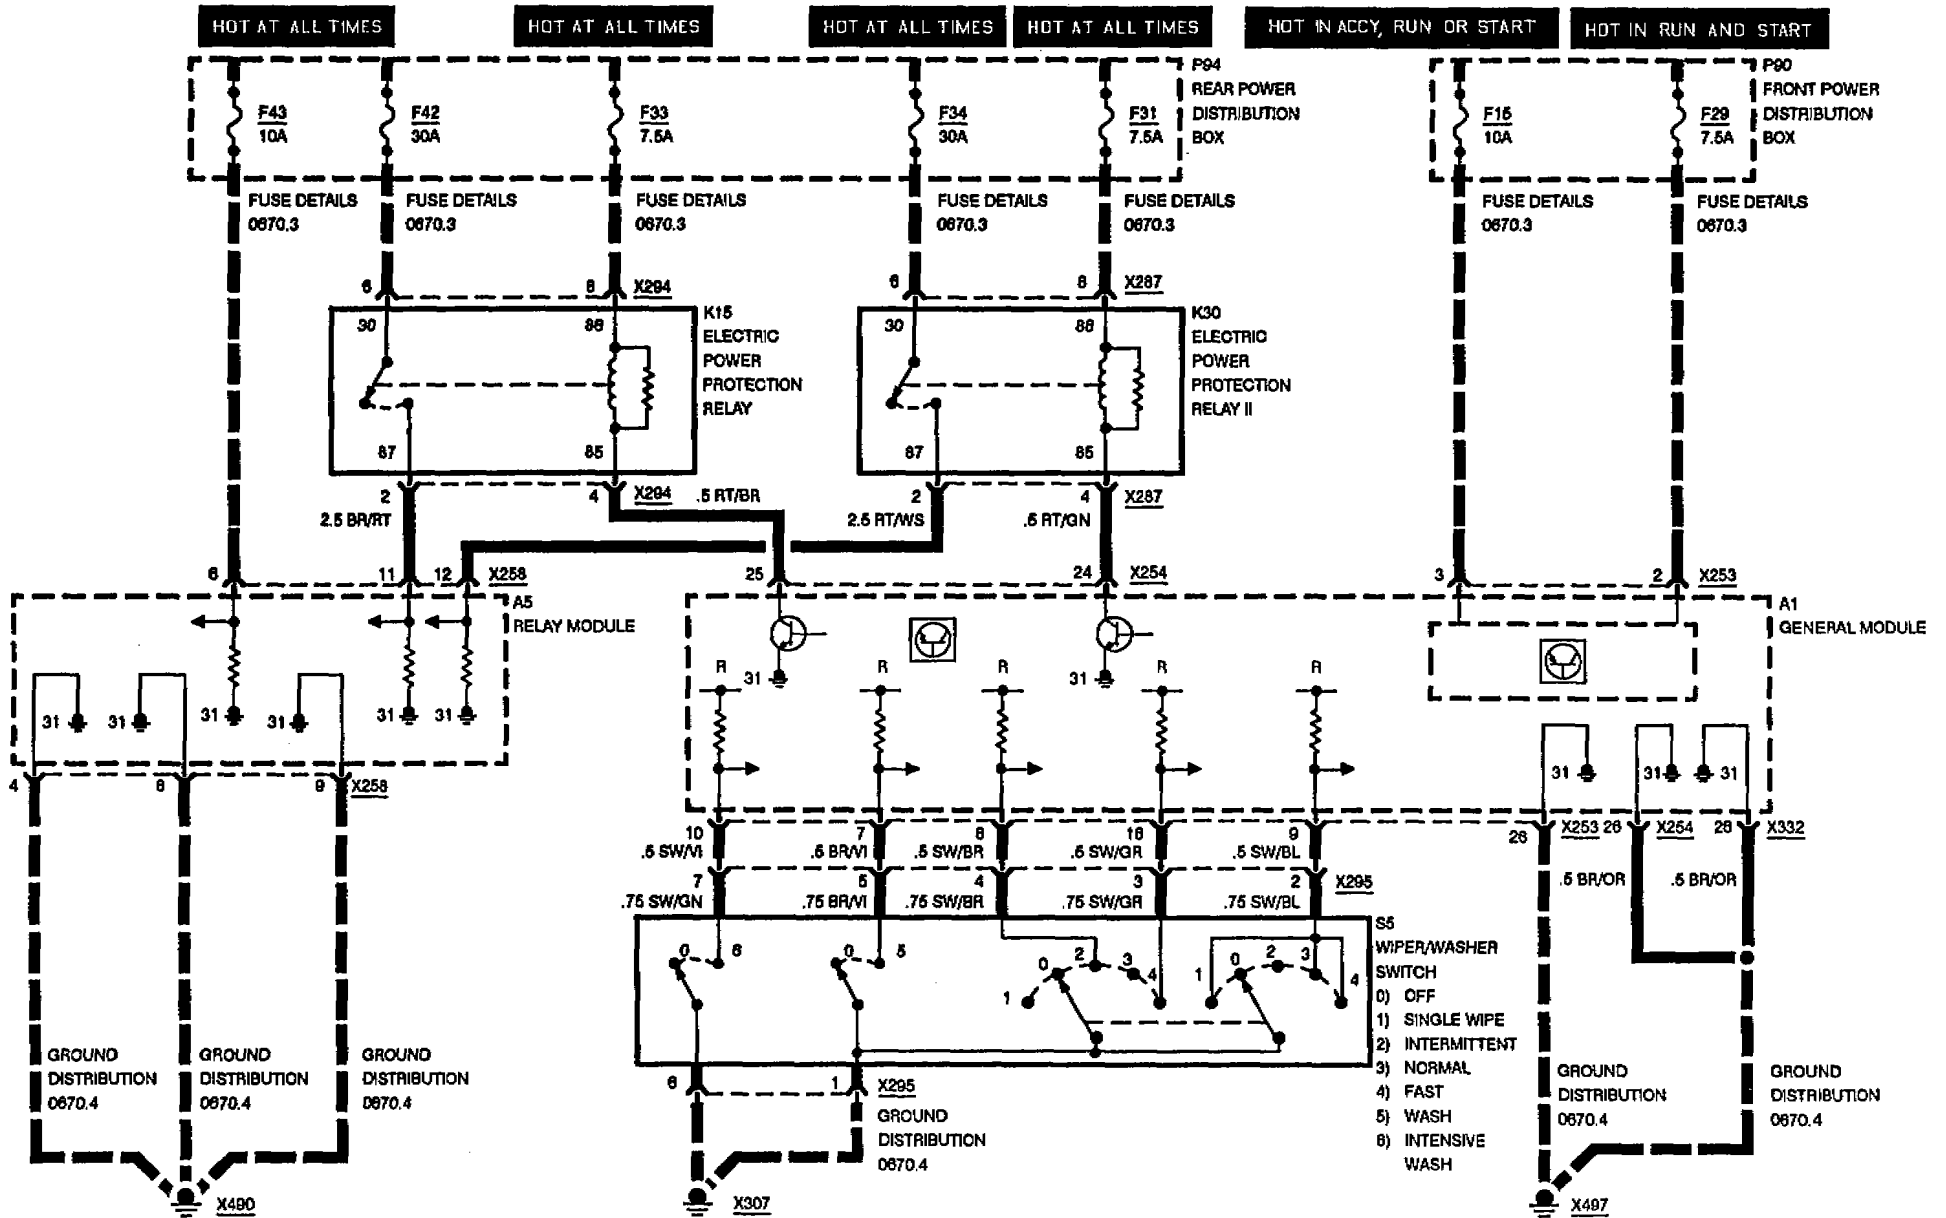 HOT AT ALL TIMES
HOT AT ALL TIMES
HOT AT ALL TIMES
HOT AT ALL TIMES
HOT IN ACCY, RUN OR START
HOT IN RUN AND START
F43
10A
F42
30A
F33
7.5A
F34
30A
F31
7.5A
P94
REAR POWER
DISTRIBUTION
BOX
F15
10A
F29
7.5A
P90
FRONT POWER
DISTRIBUTION
BOX
FUSE DETAILS
0670.3
FUSE DETAILS
0670.3
FUSE DETAILS
0670.3
FUSE DETAILS
0670.3
FUSE DETAILS
0670.3
FUSE DETAILS
0670.3
FUSE DETAILS
0670.3
6
8
X294
6
8
X287
30
86
K15
ELECTRIC
POWER
PROTECTION
RELAY
87
85
30
86
K30
ELECTRIC
POWER
PROTECTION
RELAY II
87
85
2
4
X294
.5 RT/BR
2.5 BR/RT
2
4
X287
2.5 RT/WS
.5 RT/GN
6
11
12
X258
25
24
X254
3
2
X253
A5
RELAY MODULE
A1
GENERAL MODULE
31
31
R
R
R
R
R
31
31
31
31
31
31
31
31
31
4
8
9
X258
10
7
8
16
9
26
X253
26
X254
26
X332
.5 SW/VI
.5 BR/VI
.5 SW/BR
.5 SW/GR
.5 SW/BL
.5 BR/OR
.5 BR/OR
7
5
4
3
2
X295
.75 SW/GN
.75 BR/VI
.75 SW/BR
.75 SW/GR
.75 SW/BL
0
6
0
5
1
0
2
3
4
1
0
2
3
4
S5
WIPER/WASHER
SWITCH
0) OFF
1) SINGLE WIPE
2) INTERMITTENT
3) NORMAL
4) FAST
5) WASH
6) INTENSIVE
WASH
GROUND
DISTRIBUTION
0670.4
GROUND
DISTRIBUTION
0670.4
GROUND
DISTRIBUTION
0670.4
6
1
X295
GROUND
DISTRIBUTION
0670.4
GROUND
DISTRIBUTION
0670.4
GROUND
DISTRIBUTION
0670.4
X490
X307
X497